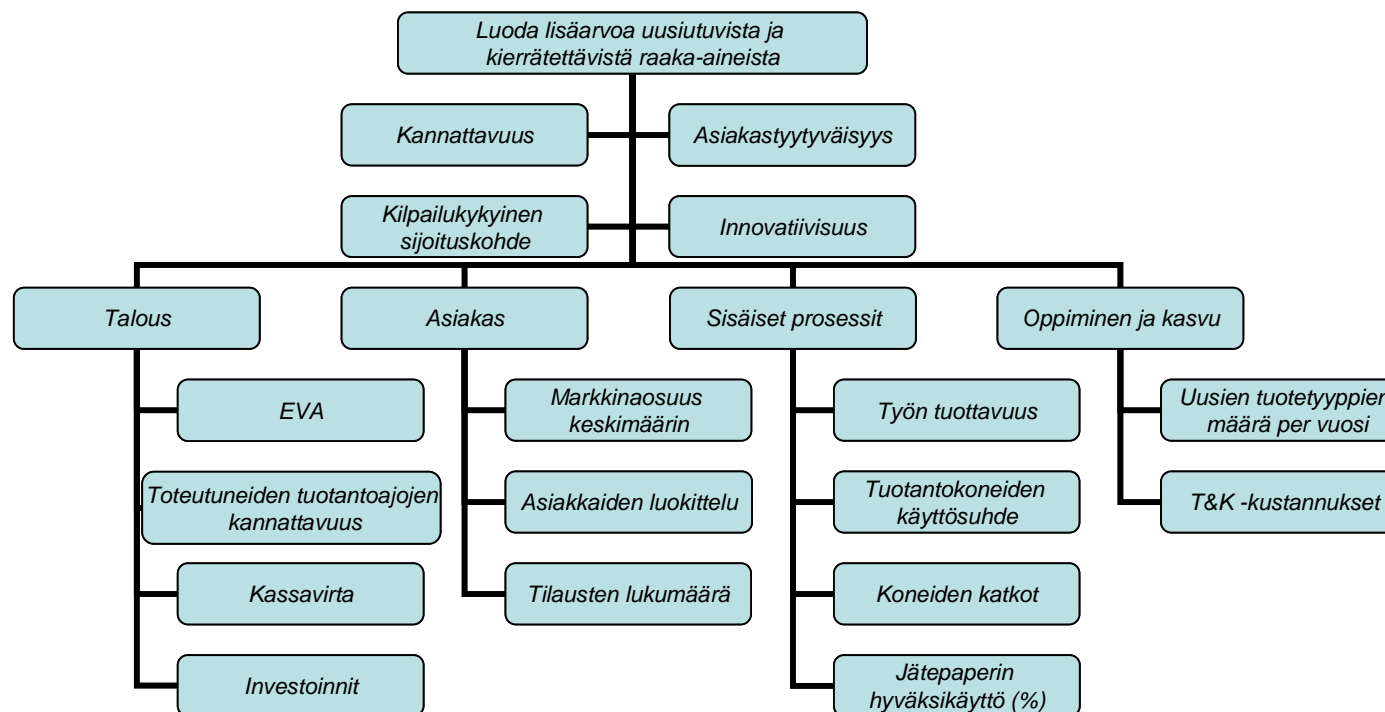 Luoda lisäarvoa uusiutuvista ja
kierrätettävistä raaka-aineista
Kannattavuus
Asiakastyytyväisyys
Kilpailukykyinen
sijoituskohde
Innovatiivisuus
Talous
Asiakas
Sisäiset prosessit
Oppiminen ja kasvu
EVA
Toteutuneiden tuotantoajojen
kannattavuus
Kassavirta
Investoinnit
Markkinaosuus
keskimäärin
Asiakkaiden luokittelu
Tilausten lukumäärä
Työn tuottavuus
Tuotantokoneiden
käyttösuhde
Koneiden katkot
Jätepaperin
hyväksikäyttö (%)
Uusien tuotetyyppien
määrä per vuosi
T&K -kustannukset